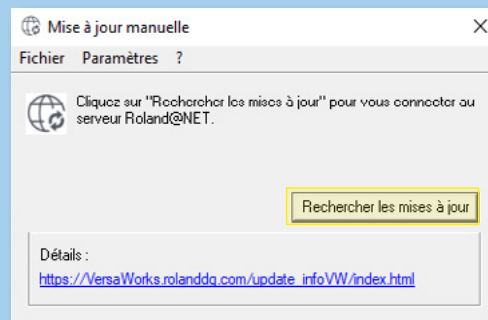 Mise à jour manuelle
Fichier Paramètres ?
Cliquez sur "Rechercher les mises à jour" pour vous connecter au
serveur Roland@NET.
Rechercher les mises à jour
Détails :
https://VersaWorks.rolanddg.com/update_infoVW/index.html